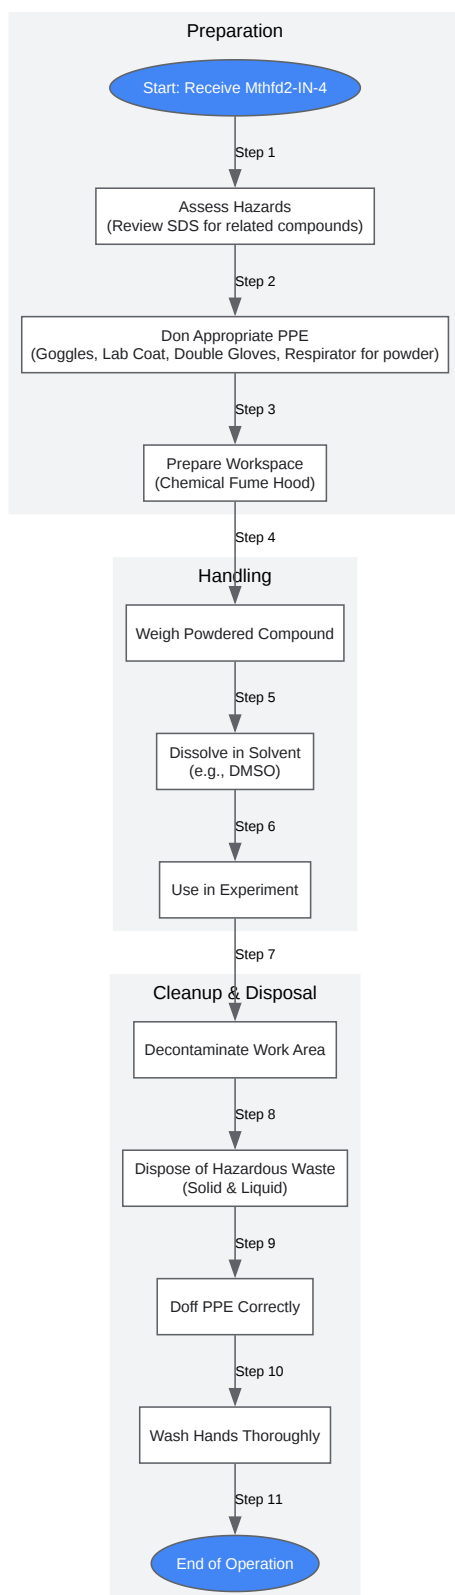 Preparation
Start: Receive Mthfd2-IN-4
Step 1
Assess Hazards
(Review SDS for related compounds)
Step 2
Don Appropriate PPE
(Goggles, Lab Coat, Double Gloves, Respirator for powder)
Step 3
Prepare Workspace
(Chemical Fume Hood)
Step 4
Handling
Weigh Powdered Compound
Step 5
Dissolve in Solvent
(e.g., DMSO)
Step 6
Use in Experiment
Step 7
Cleanup & Disposal
Decontaminate Work Area
Step 8
Dispose of Hazardous Waste
(Solid & Liquid)
Step 9
Doff PPE Correctly
Step 10
Wash Hands Thoroughly
Step 11
End of Operation